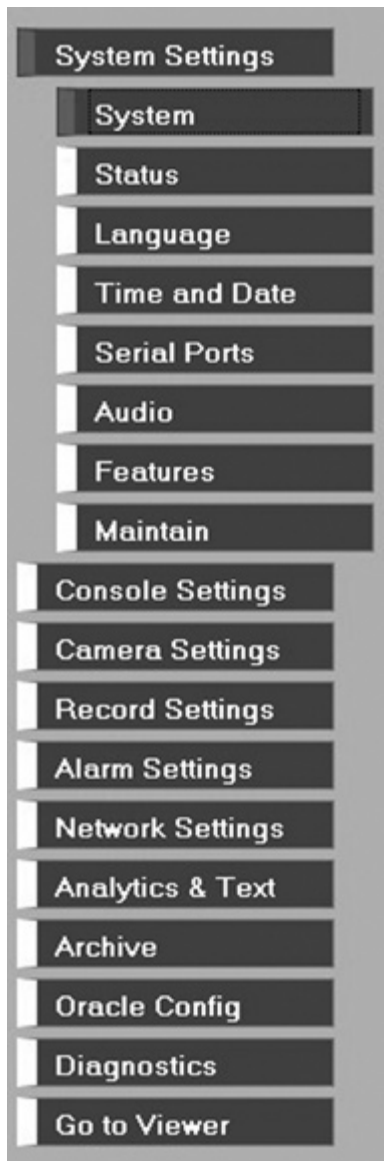 System Settings
System
Status
Language
Time and Date
Serial Ports
Audio
Features
Maintain
Console Settings
Camera Settings
Record Settings
Alarm Settings
Network Settings
Analytics & Text
Archive
Oracle Config
Diagnostics
Go to Viewer